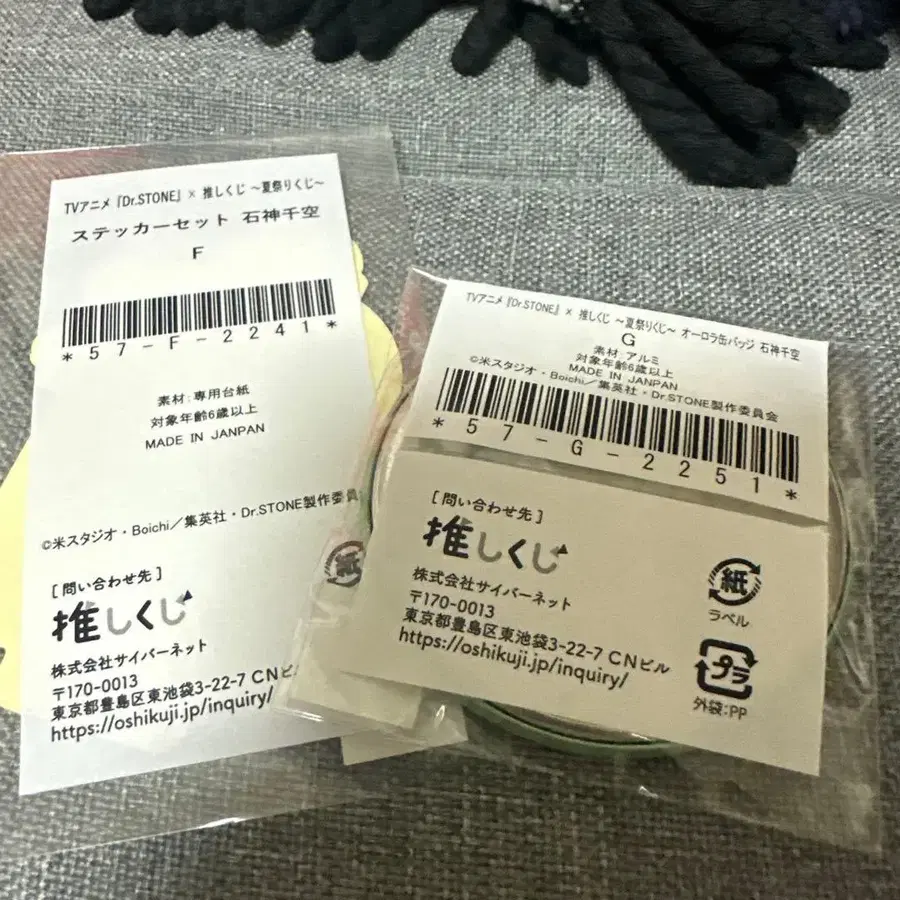 TVアニメ『Dr.STONE』× 推しくじ ～夏祭りくじ～
ステッカーセット 石神千空
F
*57-F-2241*
素材:専用台紙
対象年齢6歳以上
MADE IN JANPAN
©米スタジオ・Boichi／集英社・Dr.STONE製作委員
[問い合わせ先]
推しくじ
株式会社サイバーネット
〒170-0013
東京都豊島区東池袋3-22-7 CNビル
https://oshikuji.jp/inquiry/
紙
TVアニメ『Dr.STONE』× 推しくじ ～夏祭りくじ～ オーロラ缶バッジ 石神千空
G
素材:アルミ
対象年齢6歳以上
MADE IN JANPAN
©米スタジオ・Boichi／集英社・Dr.STONE製作委員会
*57-G-2251*
[問い合わせ先]
推しくじ
株式会社サイバーネット
〒170-0013
東京都豊島区東池袋3-22-7 CNビル
https://oshikuji.jp/inquiry/
紙
ラベル
プラ
外袋:PP